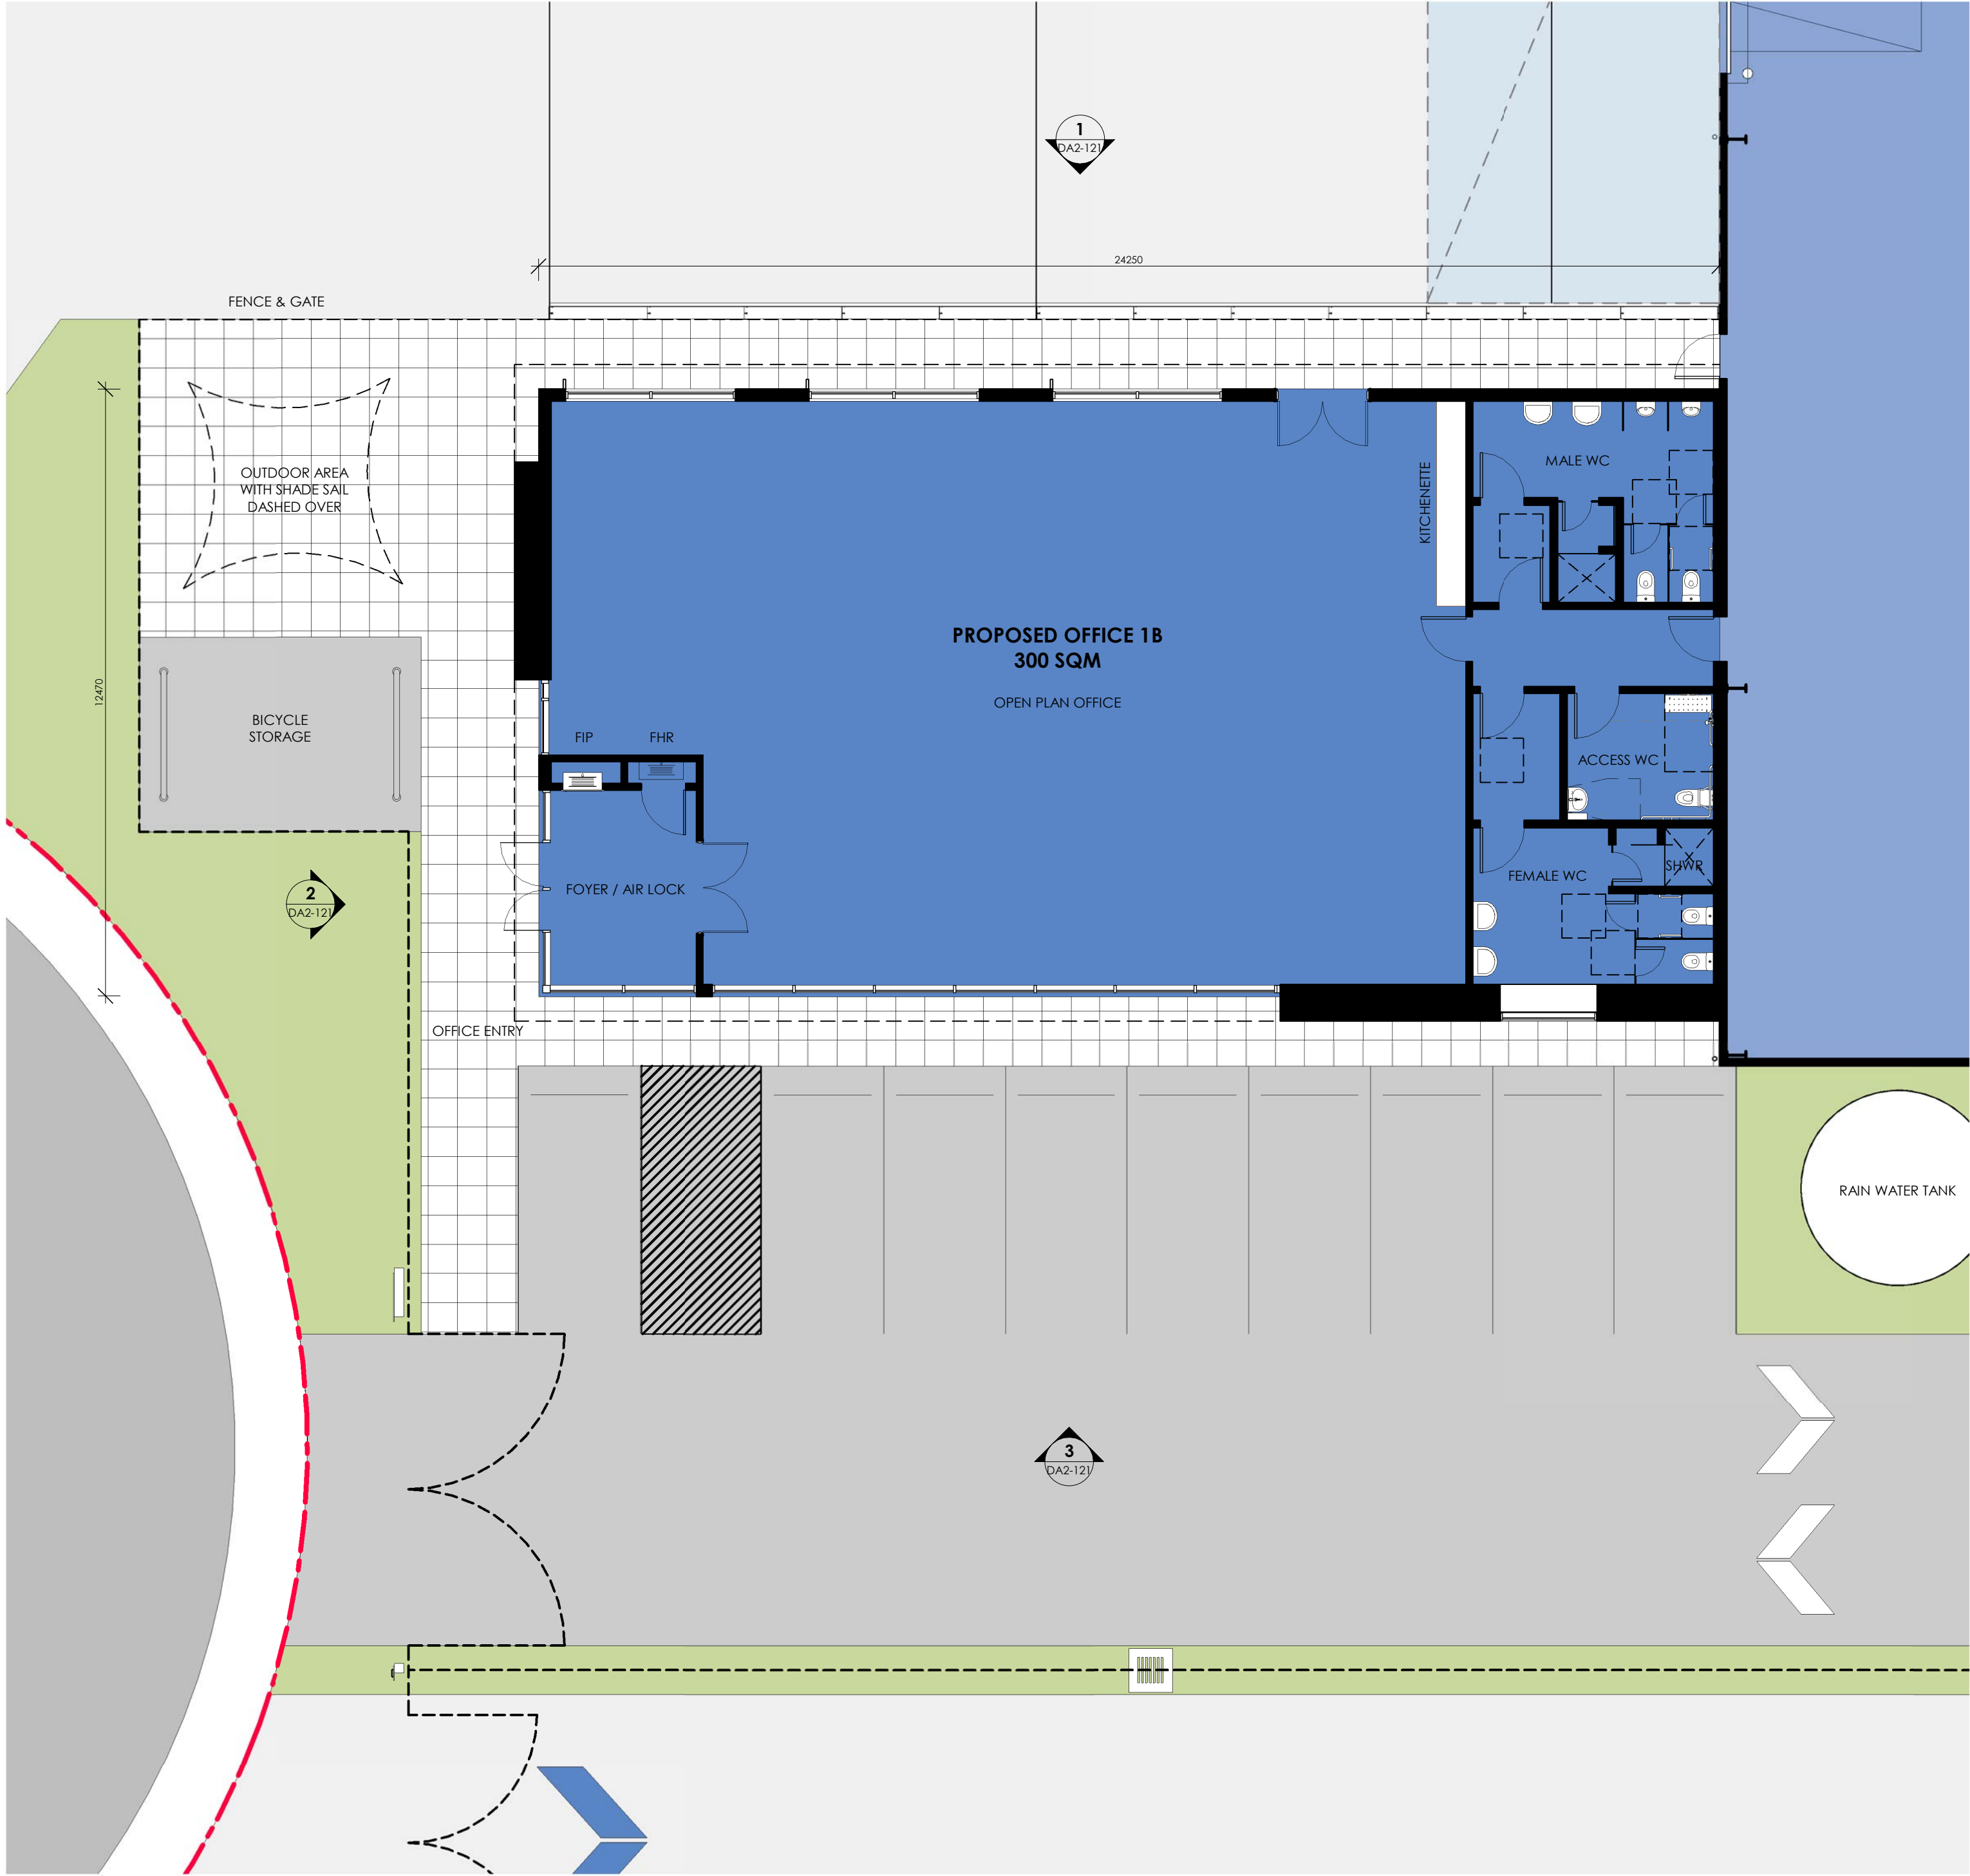 1
DA2-121
24250
FENCE & GATE
OUTDOOR AREA
WITH SHADE SAIL
DASHED OVER
KITCHENETTE
MALE WC
PROPOSED OFFICE 1B
300 SQM
OPEN PLAN OFFICE
12470
BICYCLE
STORAGE
FIP
FHR
ACCESS WC
SHWR
FEMALE WC
2
DA2-121
FOYER / AIR LOCK
OFFICE ENTRY
RAIN WATER TANK
3
DA2-121